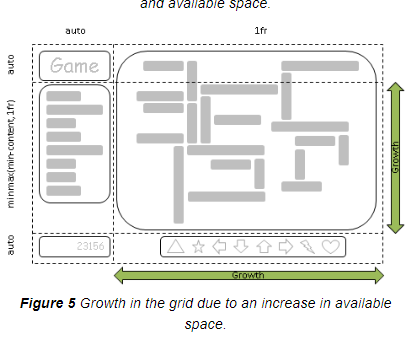 and available space.
auto
1fr
auto
Game
minmax(min-content,1fr)
Growth
auto
23156
Growth
Figure 5 Growth in the grid due to an increase in available
space.